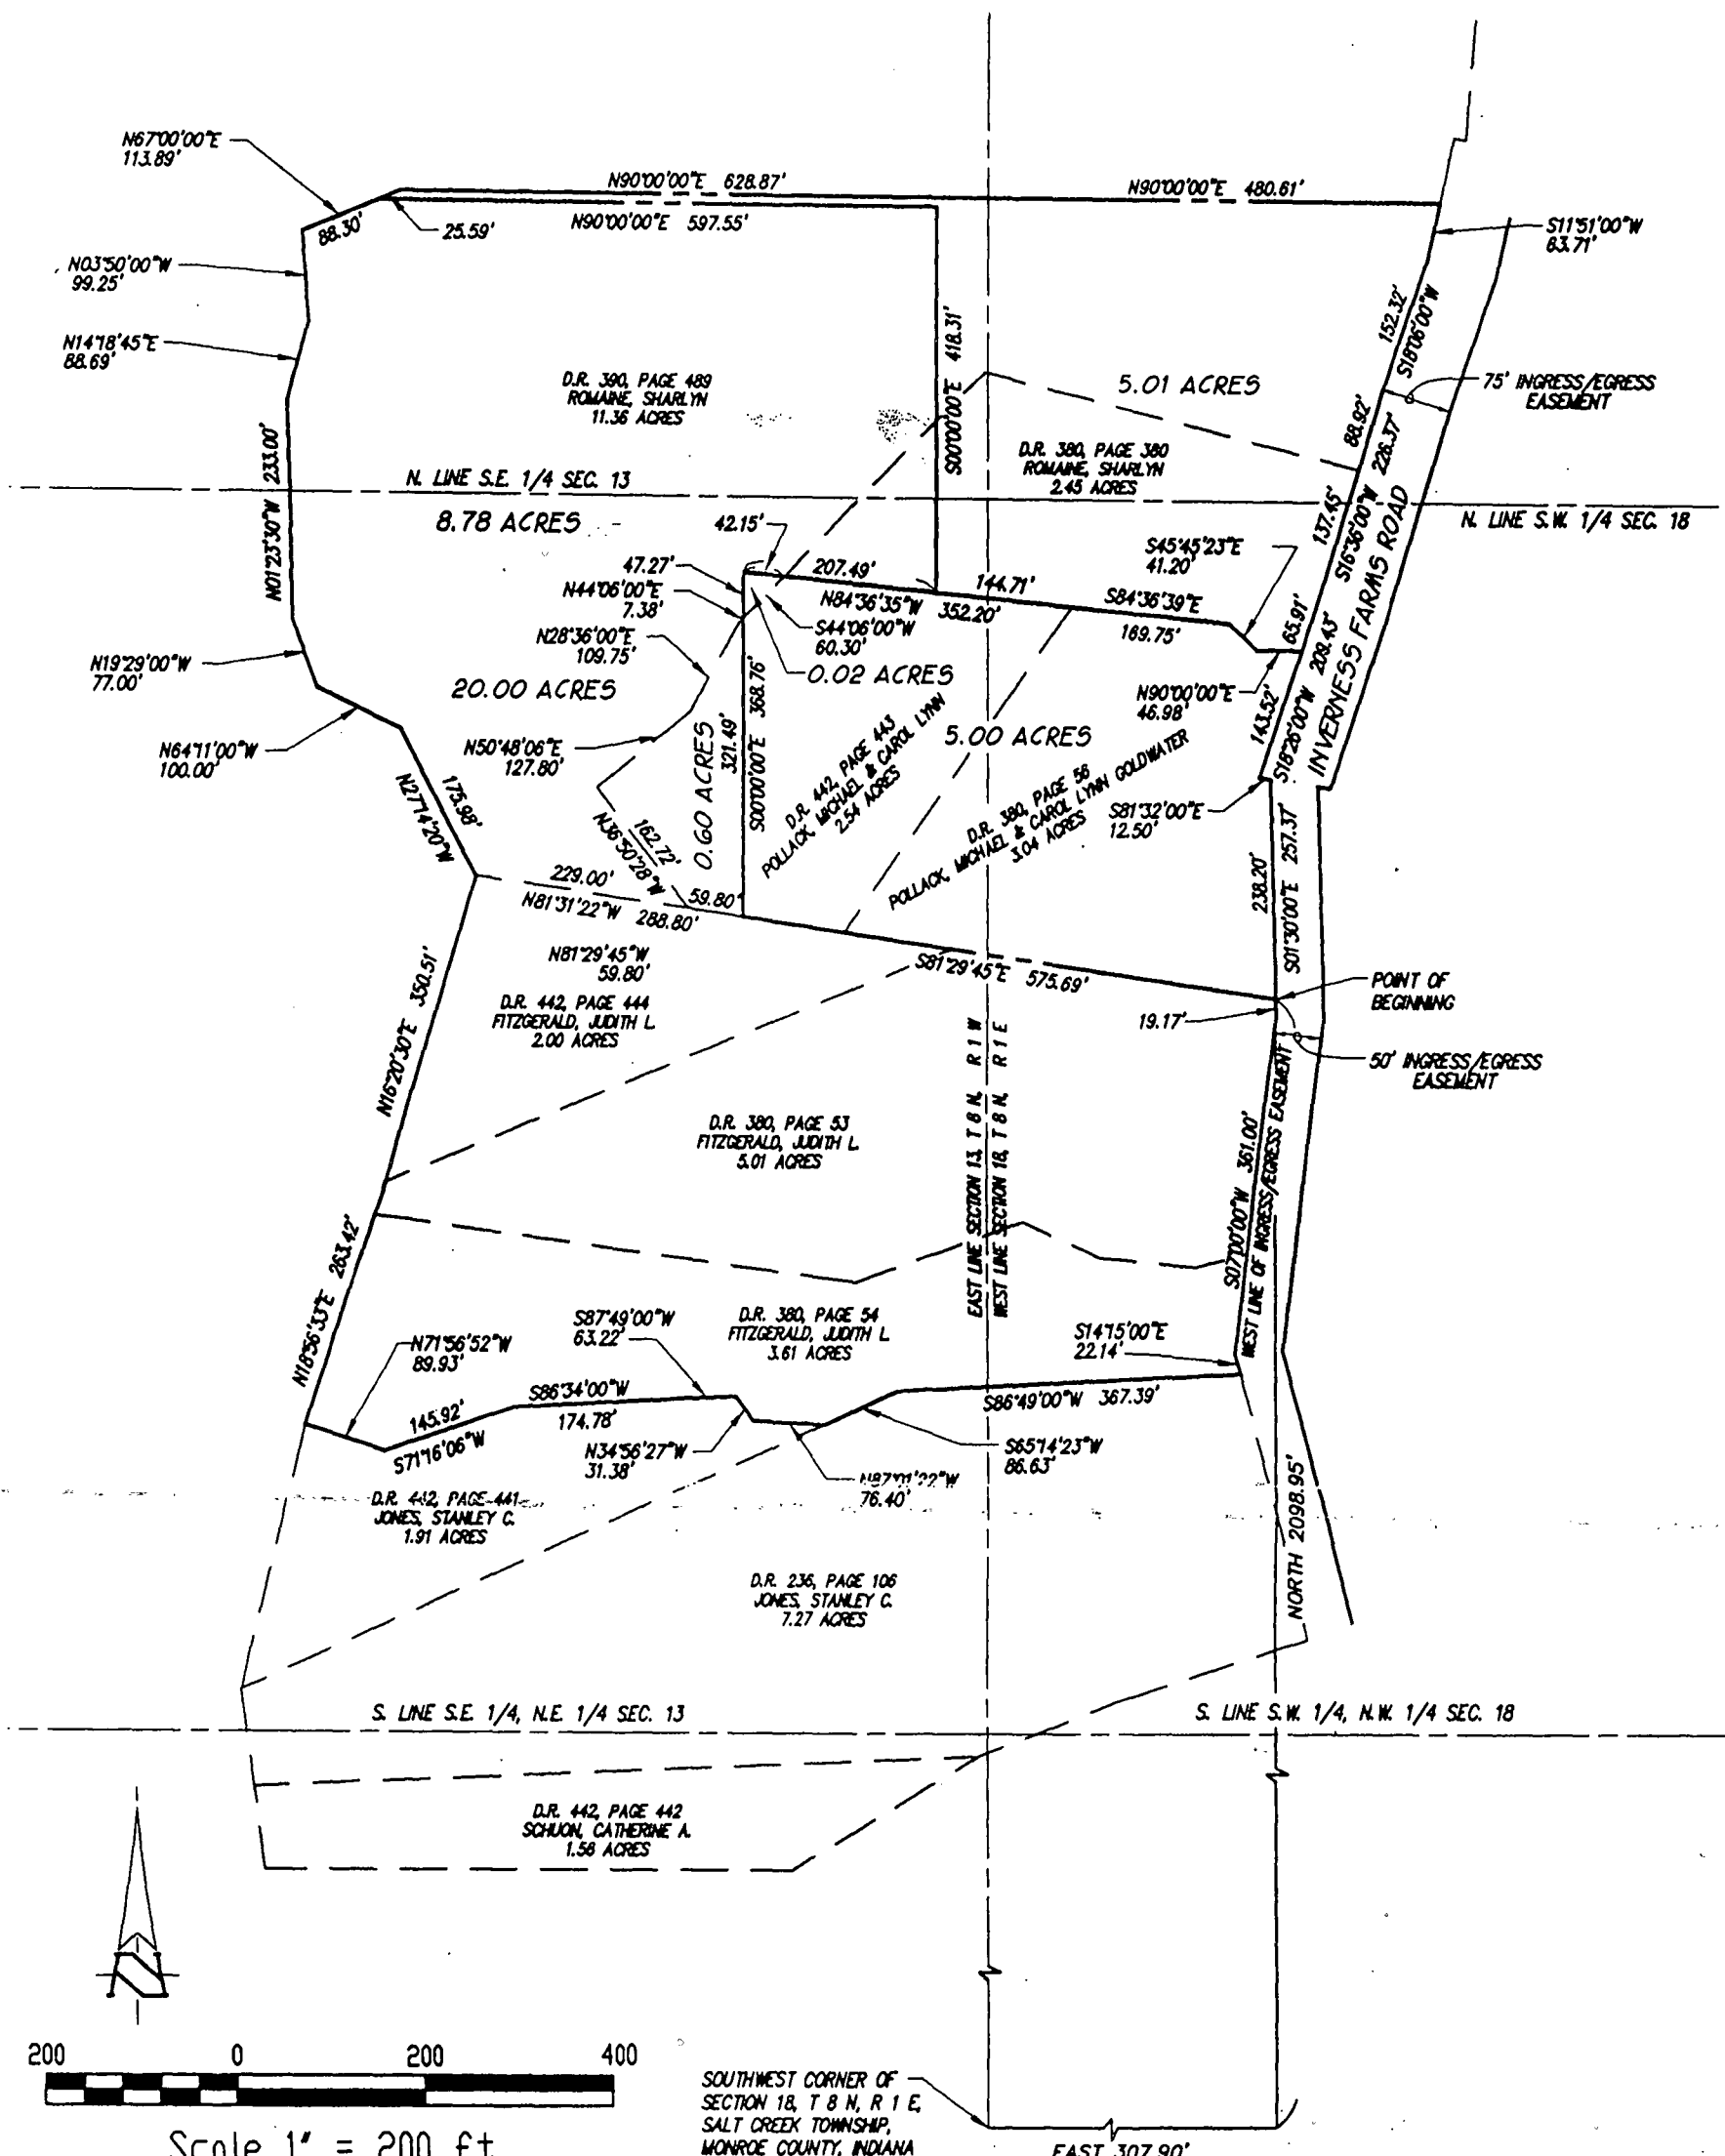 N67°00'00"E
113.89'
N90°00'00"E 628.87'
N90°00'00"E 480.61'
88.30'
25.59'
N90°00'00"E 597.55'
S11°51'00"W
83.71'
N03°50'00"W
99.25'
N14°18'45"E
88.69'
152.32'
S18°06'00"W
S00°00'00"E 418.31'
D.R. 390, PAGE 489
ROMAINE, SHARLYN
11.36 ACRES
5.01 ACRES
75' INGRESS/EGRESS
EASEMENT
88.92'
D.R. 380, PAGE 380
ROMAINE, SHARLYN
2.45 ACRES
N01°23'30"W 233.00'
N. LINE S.E. 1/4 SEC. 13
N. LINE S.W. 1/4 SEC. 18
8.78 ACRES
42.15'
137.45'
S16°36'00"W 226.37'
INVERNESS FARMS ROAD
S45°45'23"E
41.20'
47.27'
207.49'
144.71'
N44°06'00"E
7.38'
N84°36'35"W 352.20'
S84°36'39"E
169.75'
65.91'
S44°06'00"W
60.30'
N28°36'00"E
109.75'
0.02 ACRES
N19°29'00"W
77.00'
20.00 ACRES
N90°00'00"E
46.98'
143.52'
S18°26'00"W 209.43'
N64°11'00"W
100.00'
N50°48'06"E
127.80'
0.60 ACRES
321.49'
S00°00'00"E 368.76'
5.00 ACRES
D.R. 442, PAGE 443
POLLACK, MICHAEL & CAROL LYNN
2.54 ACRES
D.R. 380, PAGE 56
POLLACK, MICHAEL & CAROL LYNN GOLDWATER
3.04 ACRES
S81°32'00"E
12.50'
175.98'
N27°14'20"W
162.72'
N36°50'28"W
238.20'
S01°30'00"E 257.37'
229.00'
59.80'
N81°31'22"W 288.80'
N81°29'45"W
59.80'
S81°29'45"E 575.69'
POINT OF
BEGINNING
19.17'
D.R. 442, PAGE 444
FITZGERALD, JUDITH L.
2.00 ACRES
N16°20'30"E 350.51'
50' INGRESS/EGRESS
EASEMENT
EAST LINE SECTION 13, T 8 N, R 1 W
WEST LINE SECTION 18, T 8 N, R 1 E
D.R. 380, PAGE 53
FITZGERALD, JUDITH L.
5.01 ACRES
S07°00'00"W 361.00'
WEST LINE OF INGRESS/EGRESS EASEMENT
N18°56'33"E 263.42'
D.R. 380, PAGE 54
FITZGERALD, JUDITH L.
3.61 ACRES
S87°49'00"W
63.22'
S14°15'00"E
22.14'
N71°56'52"W
89.93'
S86°34'00"W
174.78'
S86°49'00"W 367.39'
145.92'
S71°16'06"W
N34°56'27"W
31.38'
S65°14'23"W
86.63'
N87°01'22"W
76.40'
D.R. 442, PAGE 441
JONES, STANLEY C.
1.91 ACRES
NORTH 2098.95'
D.R. 236, PAGE 106
JONES, STANLEY C.
7.27 ACRES
S. LINE S.E. 1/4, N.E. 1/4 SEC. 13
S. LINE S.W. 1/4, N.W. 1/4 SEC. 18
D.R. 442, PAGE 442
SCHUON, CATHERINE A.
1.58 ACRES
N
200 0 200 400
Scale 1" = 200 ft
SOUTHWEST CORNER OF
SECTION 18, T 8 N, R 1 E,
SALT CREEK TOWNSHIP,
MONROE COUNTY, INDIANA
EAST 307.90'